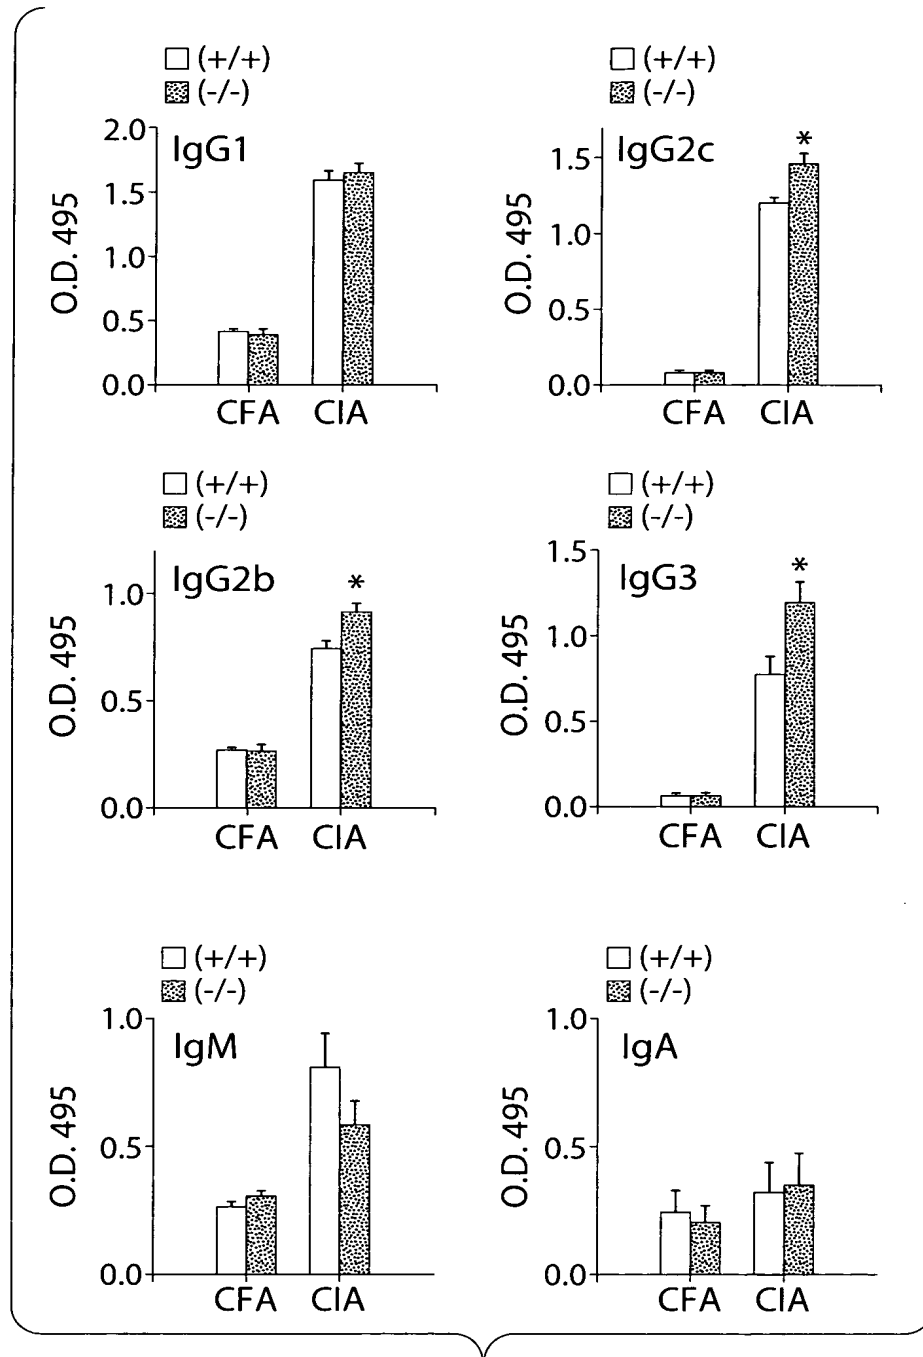 (+/+)
(-/-)
IgG1
O.D. 495
2.0
1.5
1.0
0.5
0.0
CFA CIA
(+/+)
(-/-)
IgG2c
*
O.D. 495
1.5
1.0
0.5
0.0
CFA CIA
(+/+)
(-/-)
IgG2b
*
O.D. 495
1.0
0.5
0.0
CFA CIA
(+/+)
(-/-)
IgG3
*
O.D. 495
1.5
1.0
0.5
0.0
CFA CIA
(+/+)
(-/-)
IgM
O.D. 495
1.0
0.5
0.0
CFA CIA
(+/+)
(-/-)
IgA
O.D. 495
1.0
0.5
0.0
CFA CIA